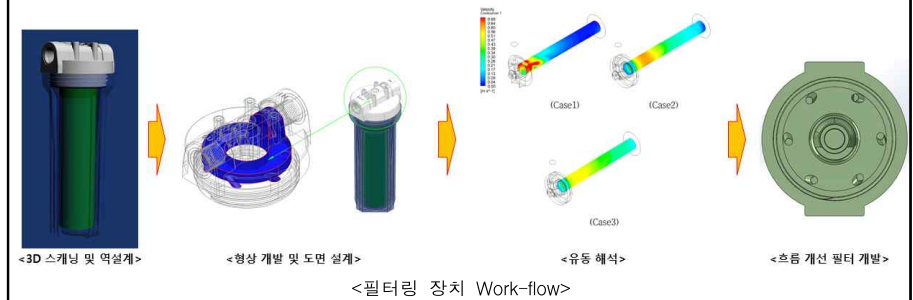 Velocity
(Case1)
(Case2)
(Case3)
<3D 스캐닝 및 역설계>
<형상 개발 및 도면 설계>
<유동 해석>
<흐름 개선 필터 개발>
<필터링 장치 Work-flow>